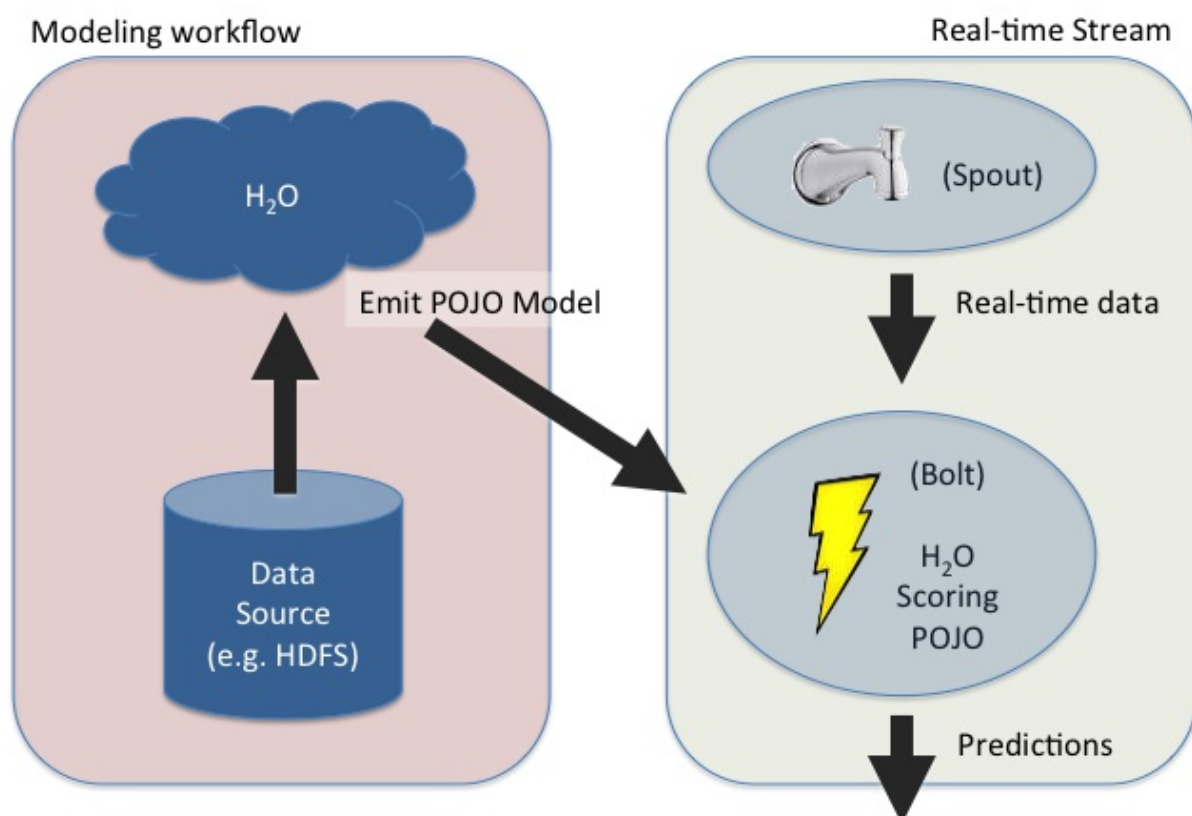 Modeling workflow
Real-time Stream
H₂O
(Spout)
Emit POJO Model
Real-time data
Data
Source
(e.g. HDFS)
(Bolt)
H₂O
Scoring
POJO
Predictions